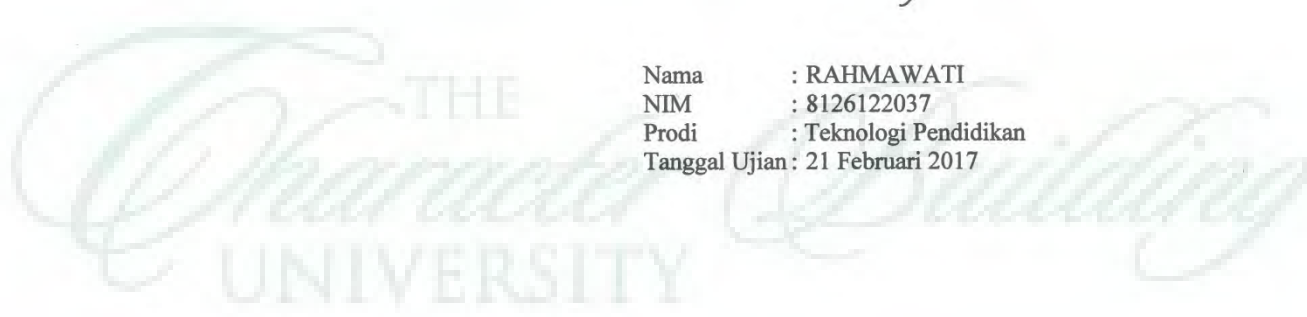 Nama : RAHMAWATI
NIM : 8126122037
Prodi : Teknologi Pendidikan
Tanggal Ujian : 21 Februari 2017
THE
Character Building
UNIVERSITY